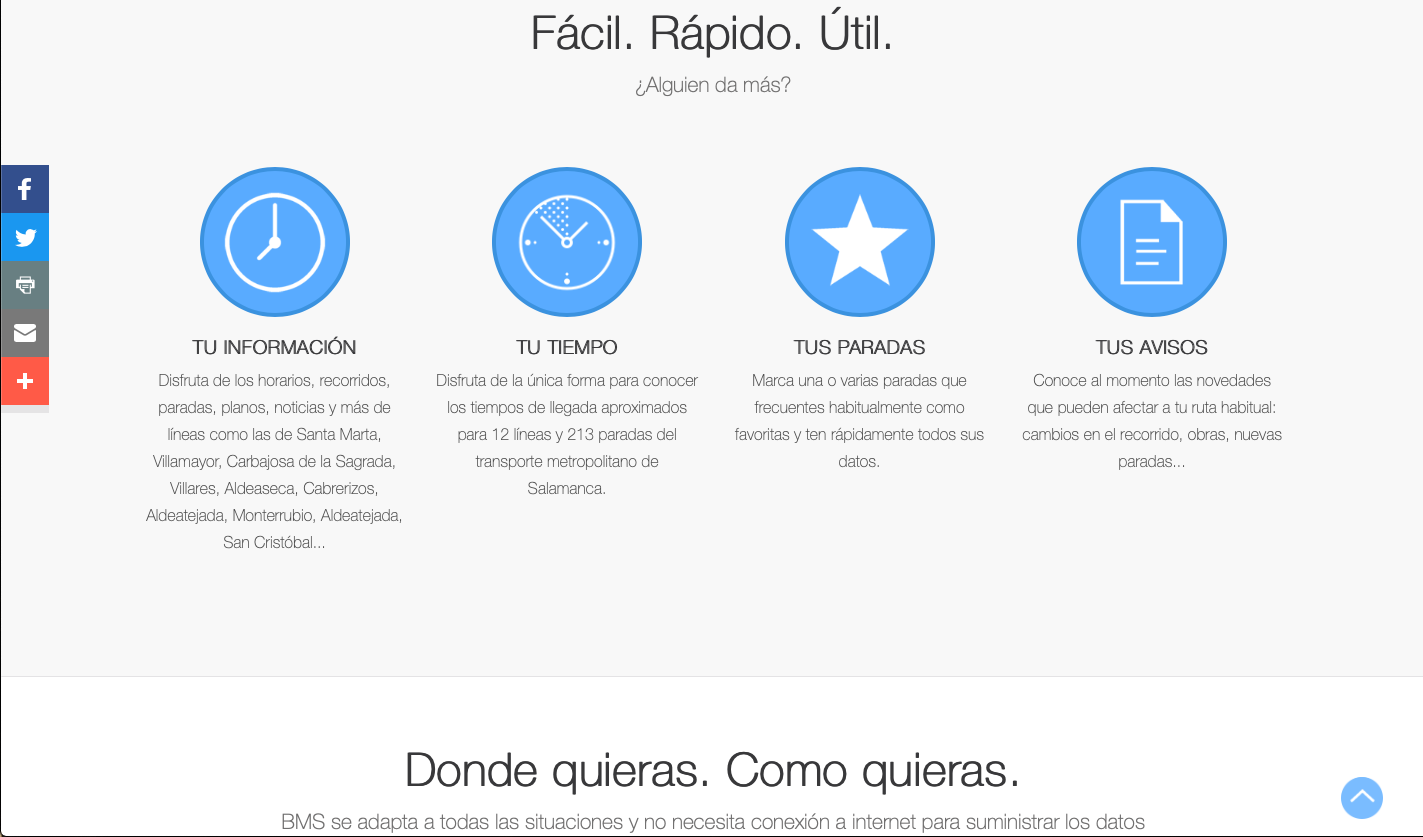 Fácil. Rápido. Útil.
¿Alguien da más?
TU INFORMACIÓN
Disfruta de los horarios, recorridos,
paradas, planos, noticias y más de
líneas como las de Santa Marta,
Villamayor, Carbajosa de la Sagrada,
Villares, Aldeaseca, Cabrerizos,
Aldeatejada, Monterrubio, Aldeatejada,
San Cristóbal...
TU TIEMPO
Disfruta de la única forma para conocer
los tiempos de llegada aproximados
para 12 líneas y 213 paradas del
transporte metropolitano de
Salamanca.
TUS PARADAS
Marca una o varias paradas que
frecuentes habitualmente como
favoritas y ten rápidamente todos sus
datos.
TUS AVISOS
Conoce al momento las novedades
que pueden afectar a tu ruta habitual:
cambios en el recorrido, obras, nuevas
paradas...
Donde quieras. Como quieras.
BMS se adapta a todas las situaciones y no necesita conexión a internet para suministrar los datos